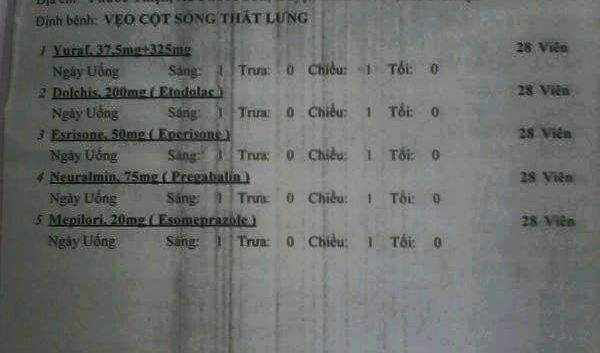 Định bệnh: VẸO CỘT SỐNG THẮT LƯNG
1 Yuraf, 37,5mg+325mg 28 Viên
Ngày Uống Sáng: 1 Trưa: 0 Chiều: 1 Tối: 0
2 Dolchis, 200mg ( Etodolac ) 28 Viên
Ngày Uống Sáng: 1 Trưa: 0 Chiều: 1 Tối: 0
3 Esrisone, 50mg ( Eperisone ) 28 Viên
Ngày Uống Sáng: 1 Trưa: 0 Chiều: 1 Tối: 0
4 Neuralmin, 75mg ( Pregabalin ) 28 Viên
Ngày Uống Sáng: 1 Trưa: 0 Chiều: 1 Tối: 0
5 Mepilori, 20mg ( Esomeprazole ) 28 Viên
Ngày Uống Sáng: 1 Trưa: 0 Chiều: 1 Tối: 0